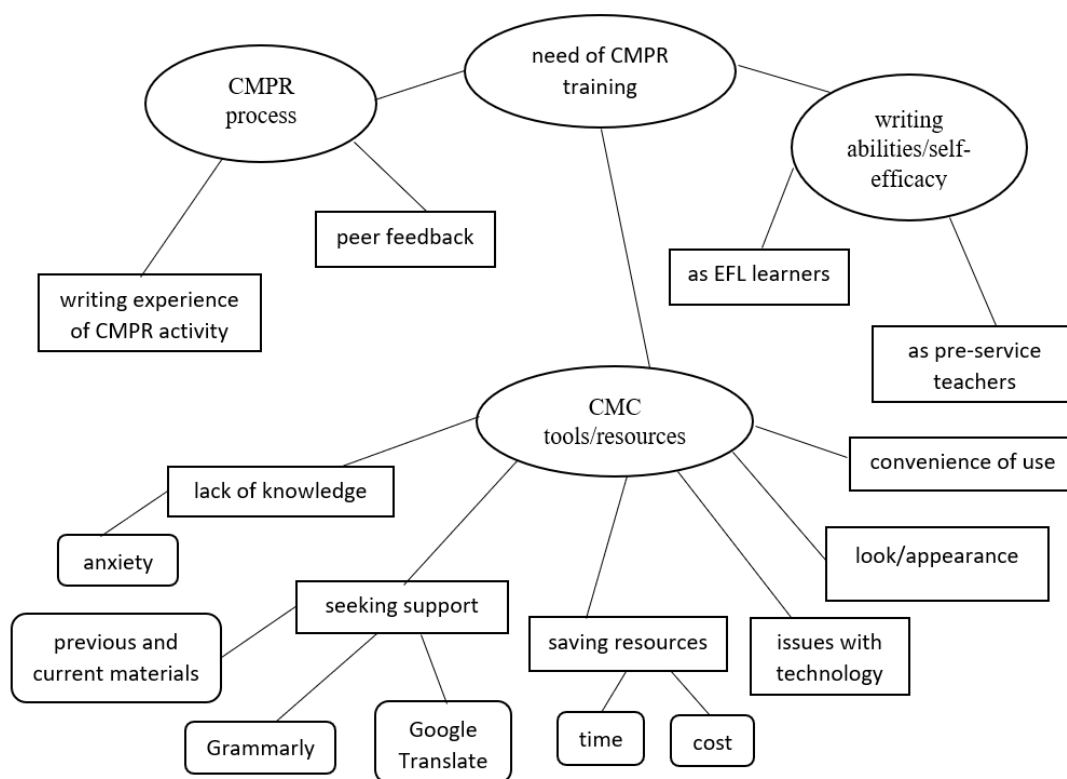 need of CMPR
training
CMPR
process
writing
abilities/self-
efficacy
peer feedback
as EFL learners
writing experience
of CMPR activity
as pre-service
teachers
CMC
tools/resources
convenience of use
lack of knowledge
look/appearance
anxiety
seeking support
previous and
current materials
saving resources
issues with
technology
Grammarly
Google
Translate
time
cost